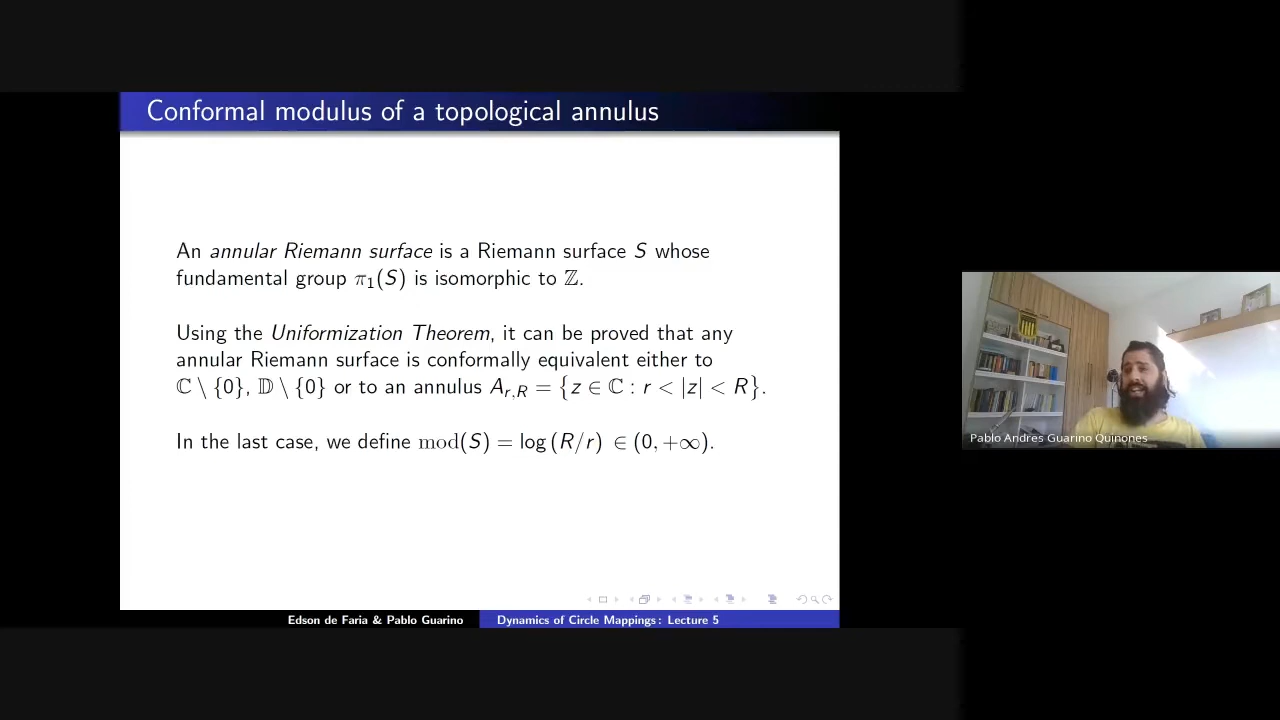 Conformal modulus of a topological annulus
An annular Riemann surface is a Riemann surface S whose
fundamental group π₁(S) is isomorphic to ℤ.
Using the Uniformization Theorem, it can be proved that any
annular Riemann surface is conformally equivalent either to
ℂ \ {0}, 𝔻 \ {0} or to an annulus A_{r,R} = {z ∈ ℂ : r < |z| < R}.
In the last case, we define mod(S) = log (R/r) ∈ (0, +∞).
Edson de Faria & Pablo Guarino
Dynamics of Circle Mappings: Lecture 5
Pablo Andres Guarino Quinones